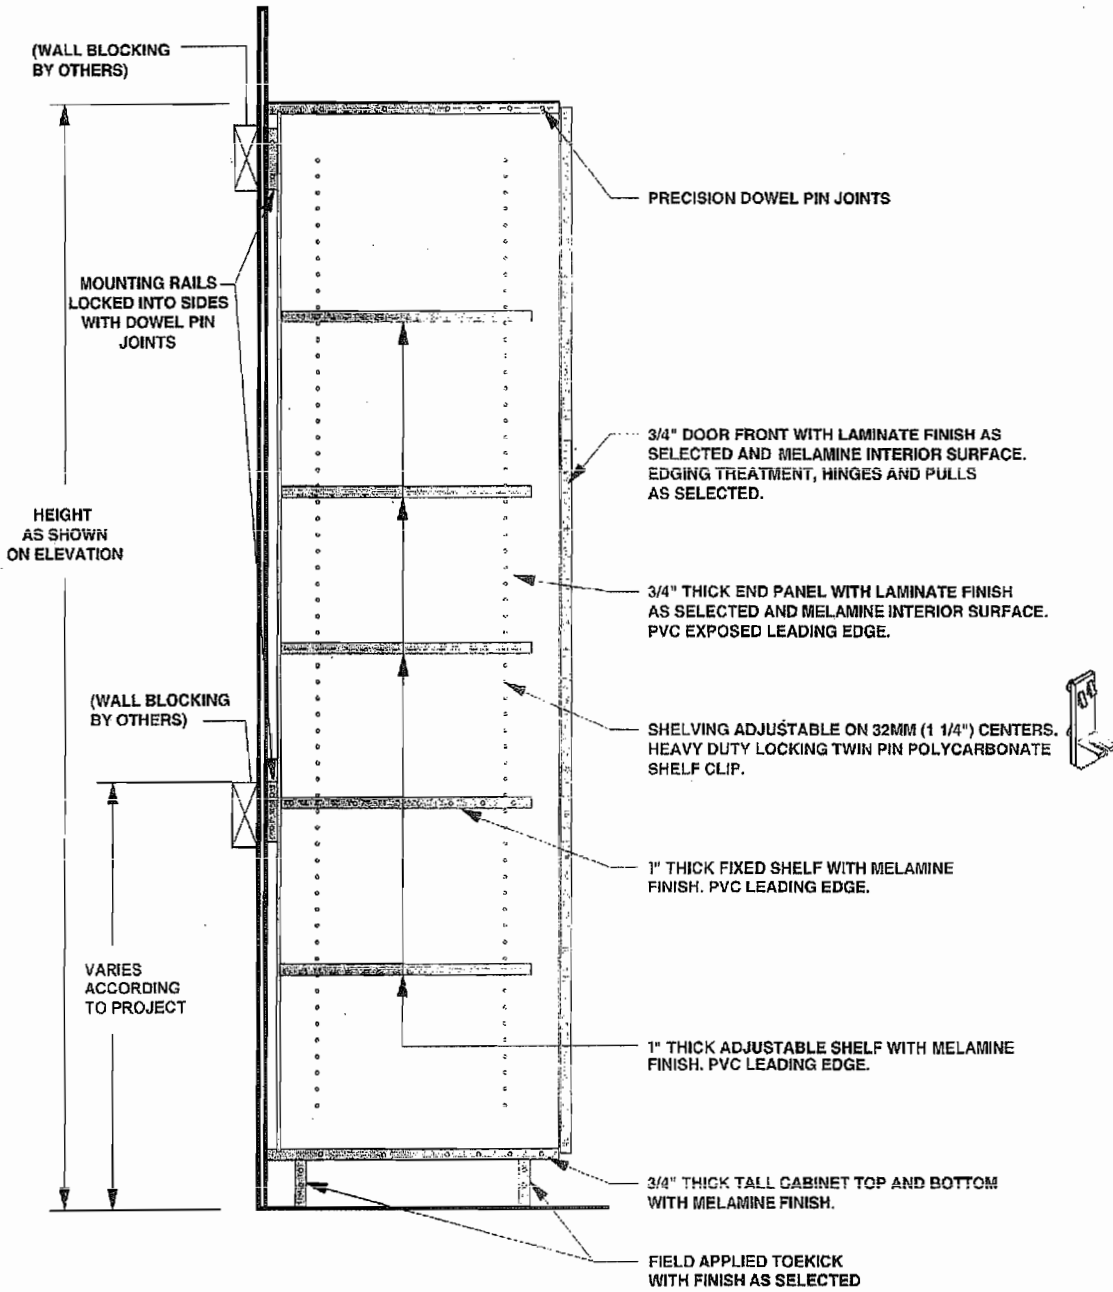 (WALL BLOCKING
BY OTHERS)
PRECISION DOWEL PIN JOINTS
MOUNTING RAILS
LOCKED INTO SIDES
WITH DOWEL PIN
JOINTS
3/4" DOOR FRONT WITH LAMINATE FINISH AS
SELECTED AND MELAMINE INTERIOR SURFACE.
EDGING TREATMENT, HINGES AND PULLS
AS SELECTED.
HEIGHT
AS SHOWN
ON ELEVATION
3/4" THICK END PANEL WITH LAMINATE FINISH
AS SELECTED AND MELAMINE INTERIOR SURFACE.
PVC EXPOSED LEADING EDGE.
(WALL BLOCKING
BY OTHERS)
SHELVING ADJUSTABLE ON 32MM (1 1/4") CENTERS.
HEAVY DUTY LOCKING TWIN PIN POLYCARBONATE
SHELF CLIP.
1" THICK FIXED SHELF WITH MELAMINE
FINISH. PVC LEADING EDGE.
VARIES
ACCORDING
TO PROJECT
1" THICK ADJUSTABLE SHELF WITH MELAMINE
FINISH. PVC LEADING EDGE.
3/4" THICK TALL CABINET TOP AND BOTTOM
WITH MELAMINE FINISH.
FIELD APPLIED TOEKICK
WITH FINISH AS SELECTED